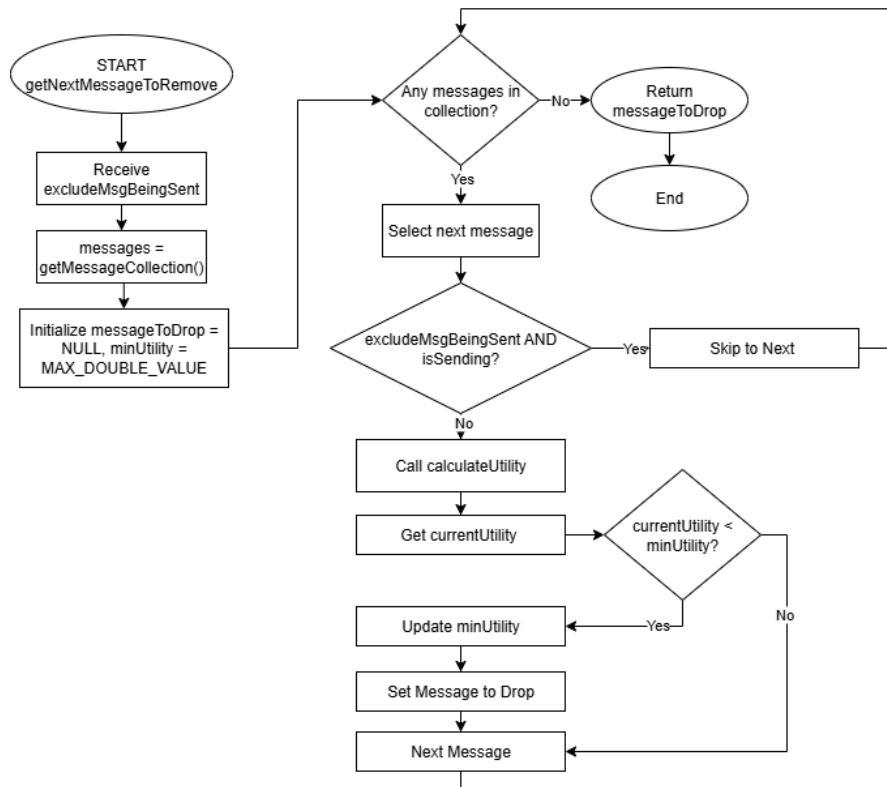 START
getNextMessageToRemove
Receive
excludeMsgBeingSent
messages =
getMessageCollection()
Initialize messageToDrop =
NULL, minUtility =
MAX_DOUBLE_VALUE
Any messages in
collection?
No
Return
messageToDrop
End
Yes
Select next message
excludeMsgBeingSent AND
isSending?
Yes
Skip to Next
No
Call calculateUtility
Get currentUtility
currentUtility <
minUtility?
No
Yes
Update minUtility
Set Message to Drop
Next Message